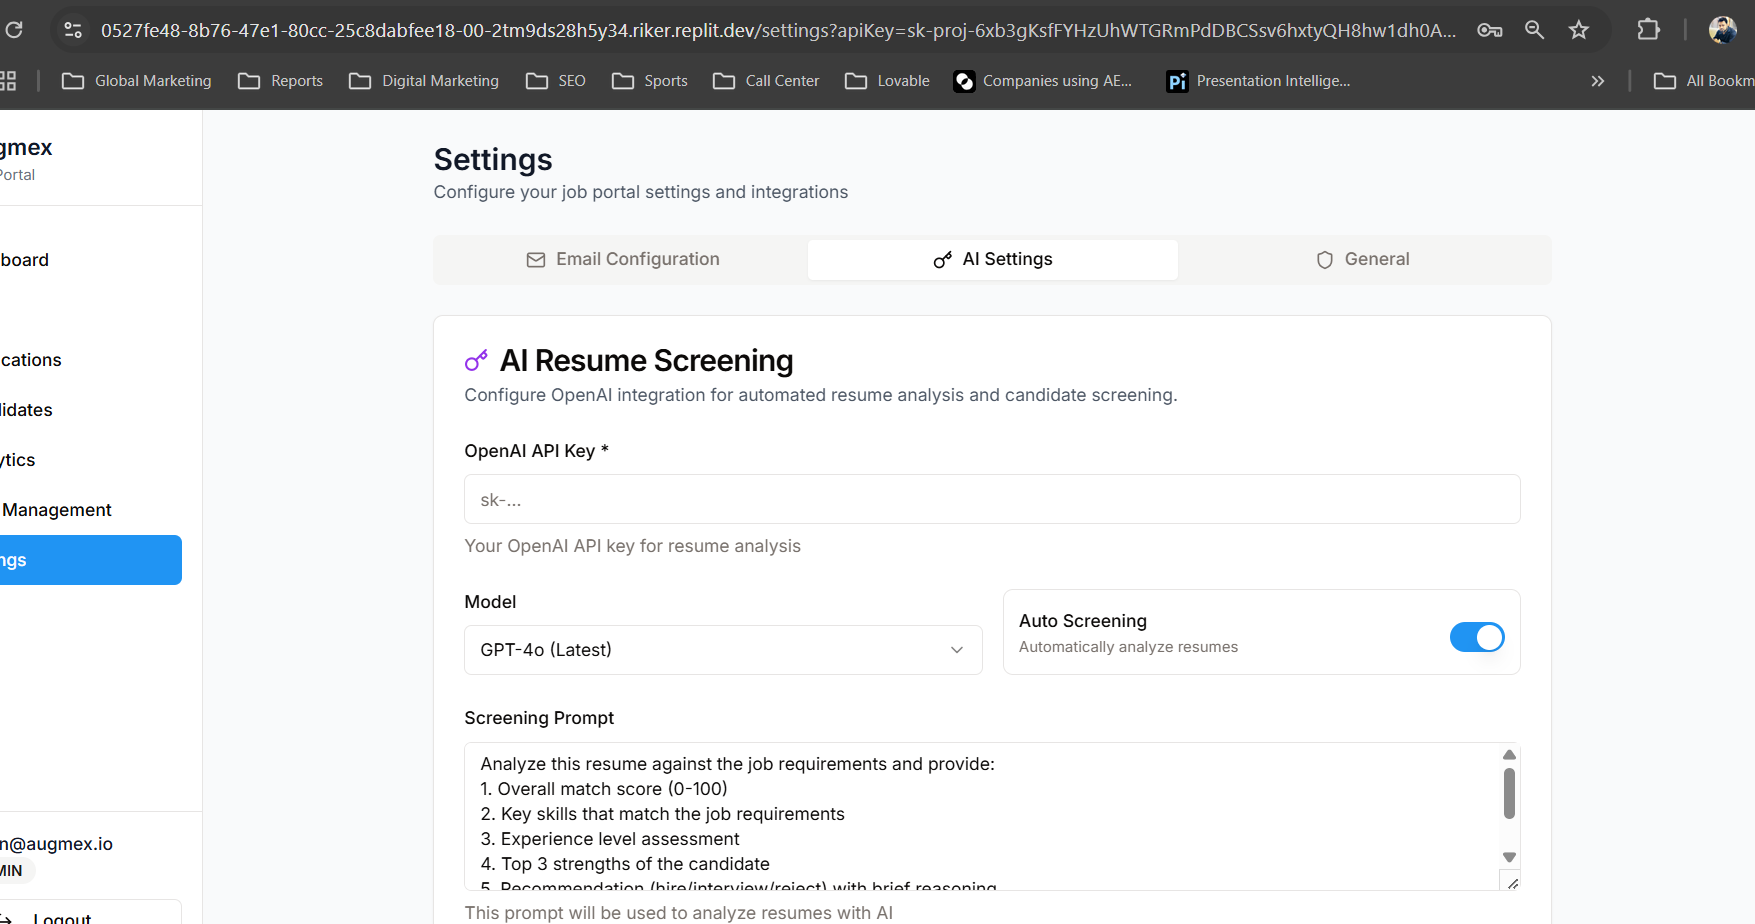 0527fe48-8b76-47e1-80cc-25c8dabfee18-00-2tm9ds28h5y34.riker.replit.dev/settings?apiKey=sk-proj-6xb3gKsfFYHzUhWTGRmPdDBCSsv6hxtyQH8hw1dh0A...
Global Marketing Reports Digital Marketing SEO Sports Call Center Lovable Companies using AE... Presentation Intellige... » All Bookm
gmex
Portal
board
cations
idates
ytics
Management
ngs
n@augmex.io
MIN
Logout
Settings
Configure your job portal settings and integrations
Email Configuration AI Settings General
AI Resume Screening
Configure OpenAI integration for automated resume analysis and candidate screening.
OpenAI API Key *
sk-...
Your OpenAI API key for resume analysis
Model
GPT-4o (Latest)
Auto Screening
Automatically analyze resumes
Screening Prompt
Analyze this resume against the job requirements and provide:
1. Overall match score (0-100)
2. Key skills that match the job requirements
3. Experience level assessment
4. Top 3 strengths of the candidate
5. Recommendation (hire/interview/reject) with brief reasoning
This prompt will be used to analyze resumes with AI